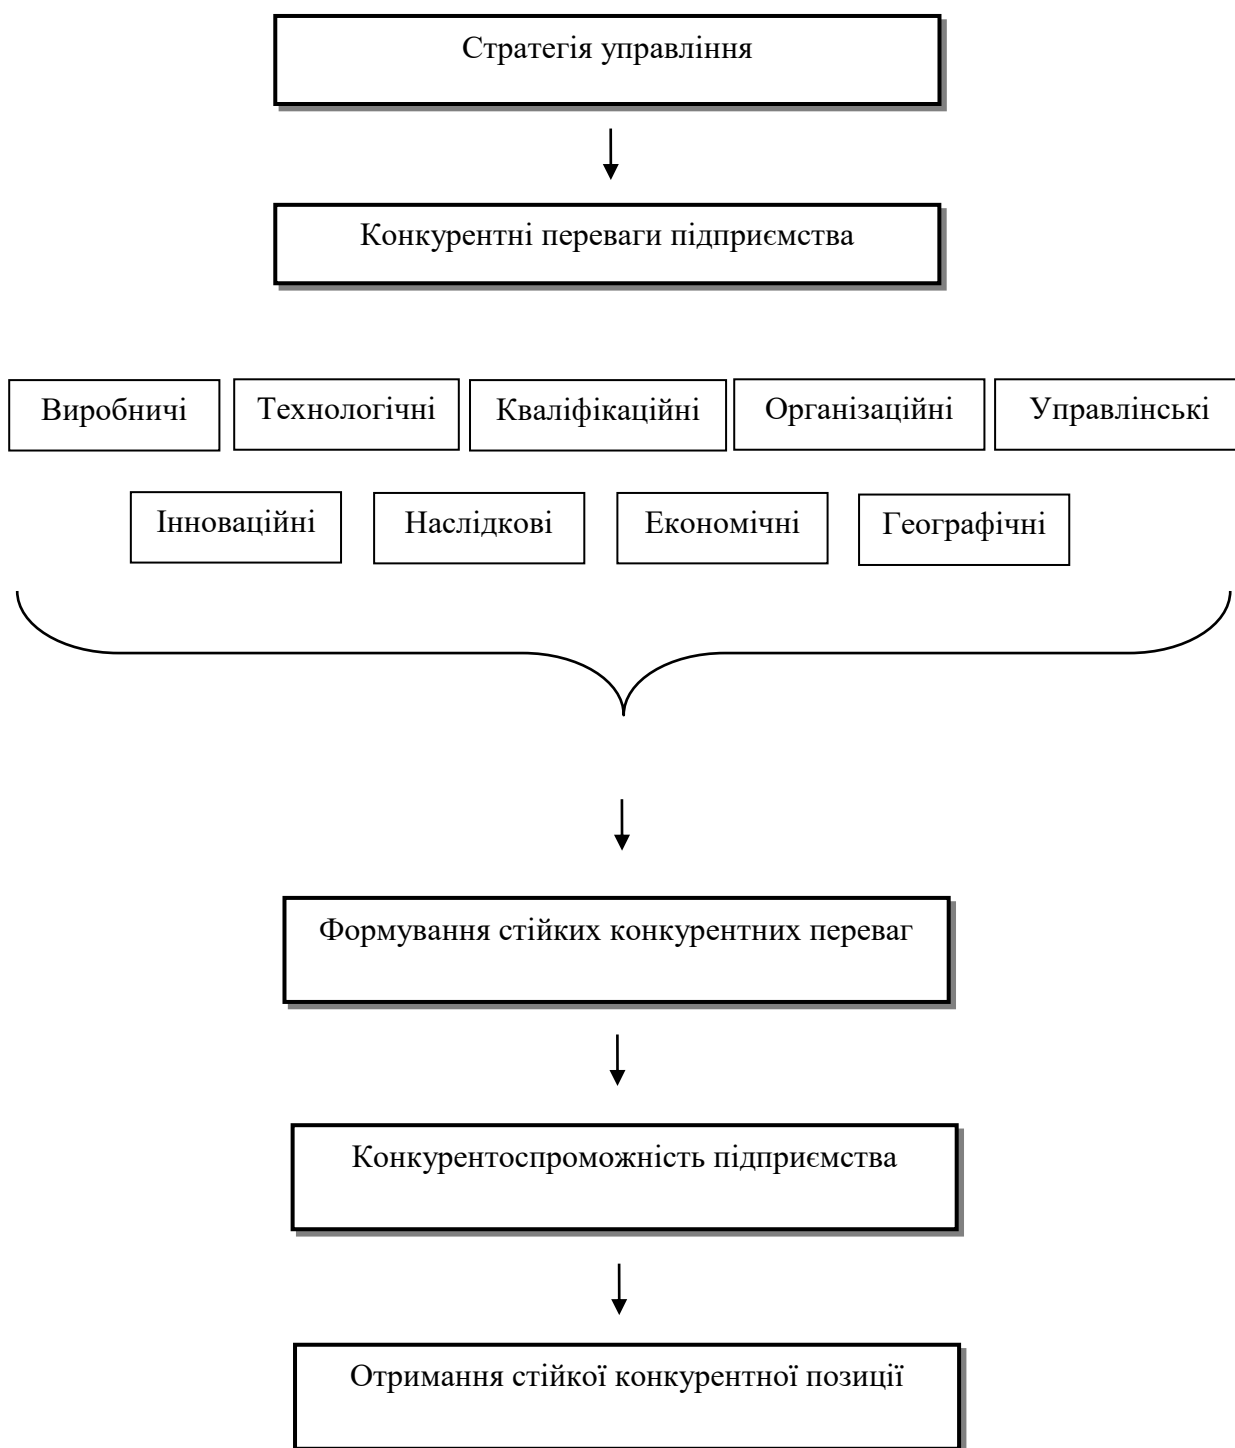 Стратегія управління
Конкурентні переваги підприємства
Виробничі
Технологічні
Кваліфікаційні
Організаційні
Управлінські
Інноваційні
Наслідкові
Економічні
Географічні
Формування стійких конкурентних переваг
Конкурентоспроможність підприємства
Отримання стійкої конкурентної позиції